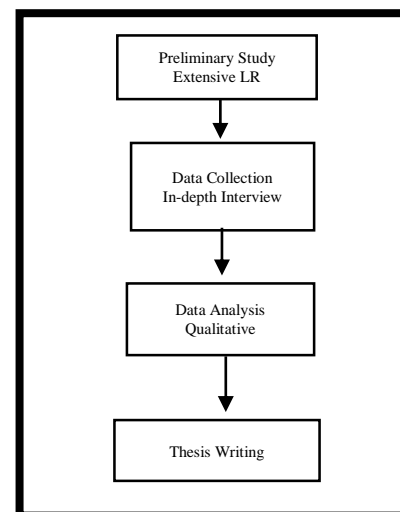 Preliminary Study
Extensive LR
Data Collection
In-depth Interview
Data Analysis
Qualitative
Thesis Writing